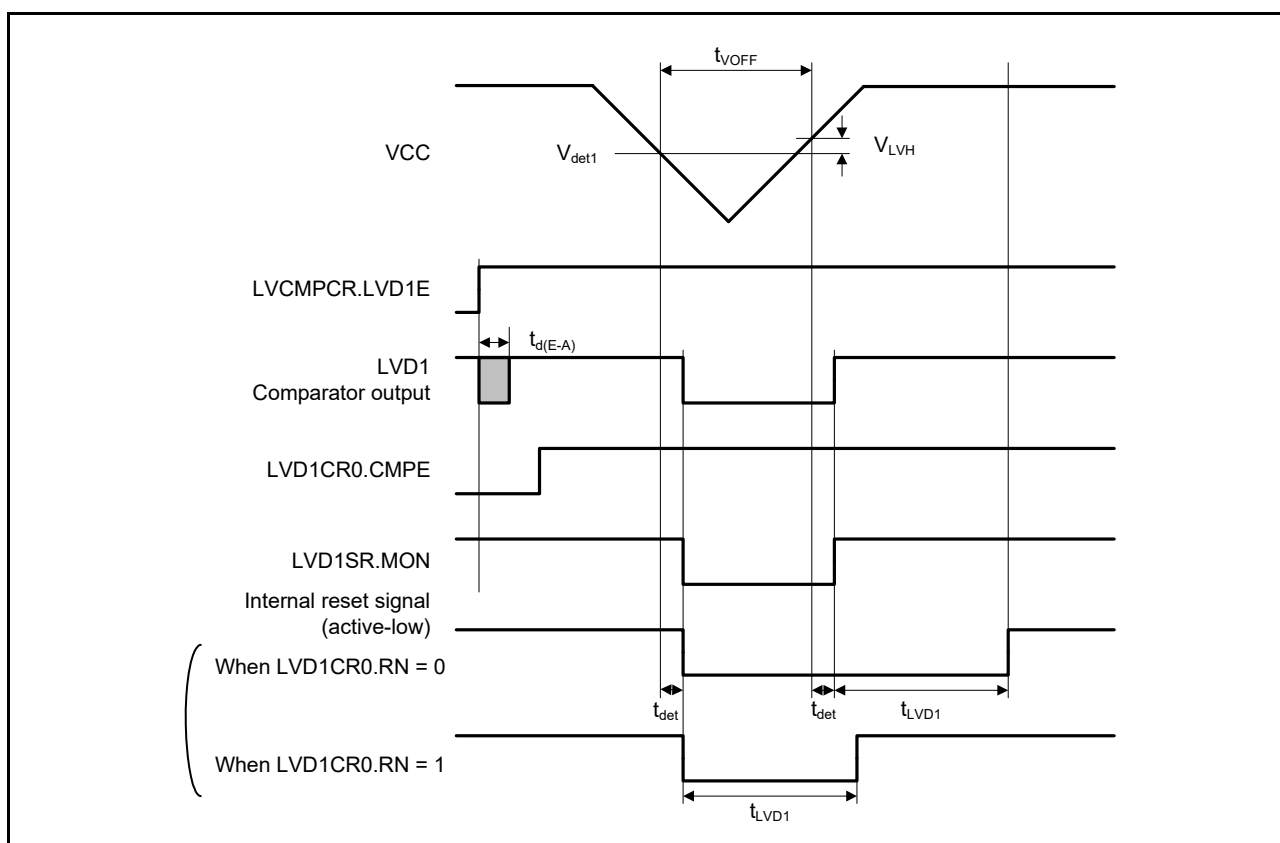 tVOFF
VCC
Vdet1
VLVH
LVCMPCR.LVD1E
td(E-A)
LVD1
Comparator output
LVD1CR0.CMPE
LVD1SR.MON
Internal reset signal
(active-low)
When LVD1CR0.RN = 0
tdet
tdet
tLVD1
When LVD1CR0.RN = 1
tLVD1